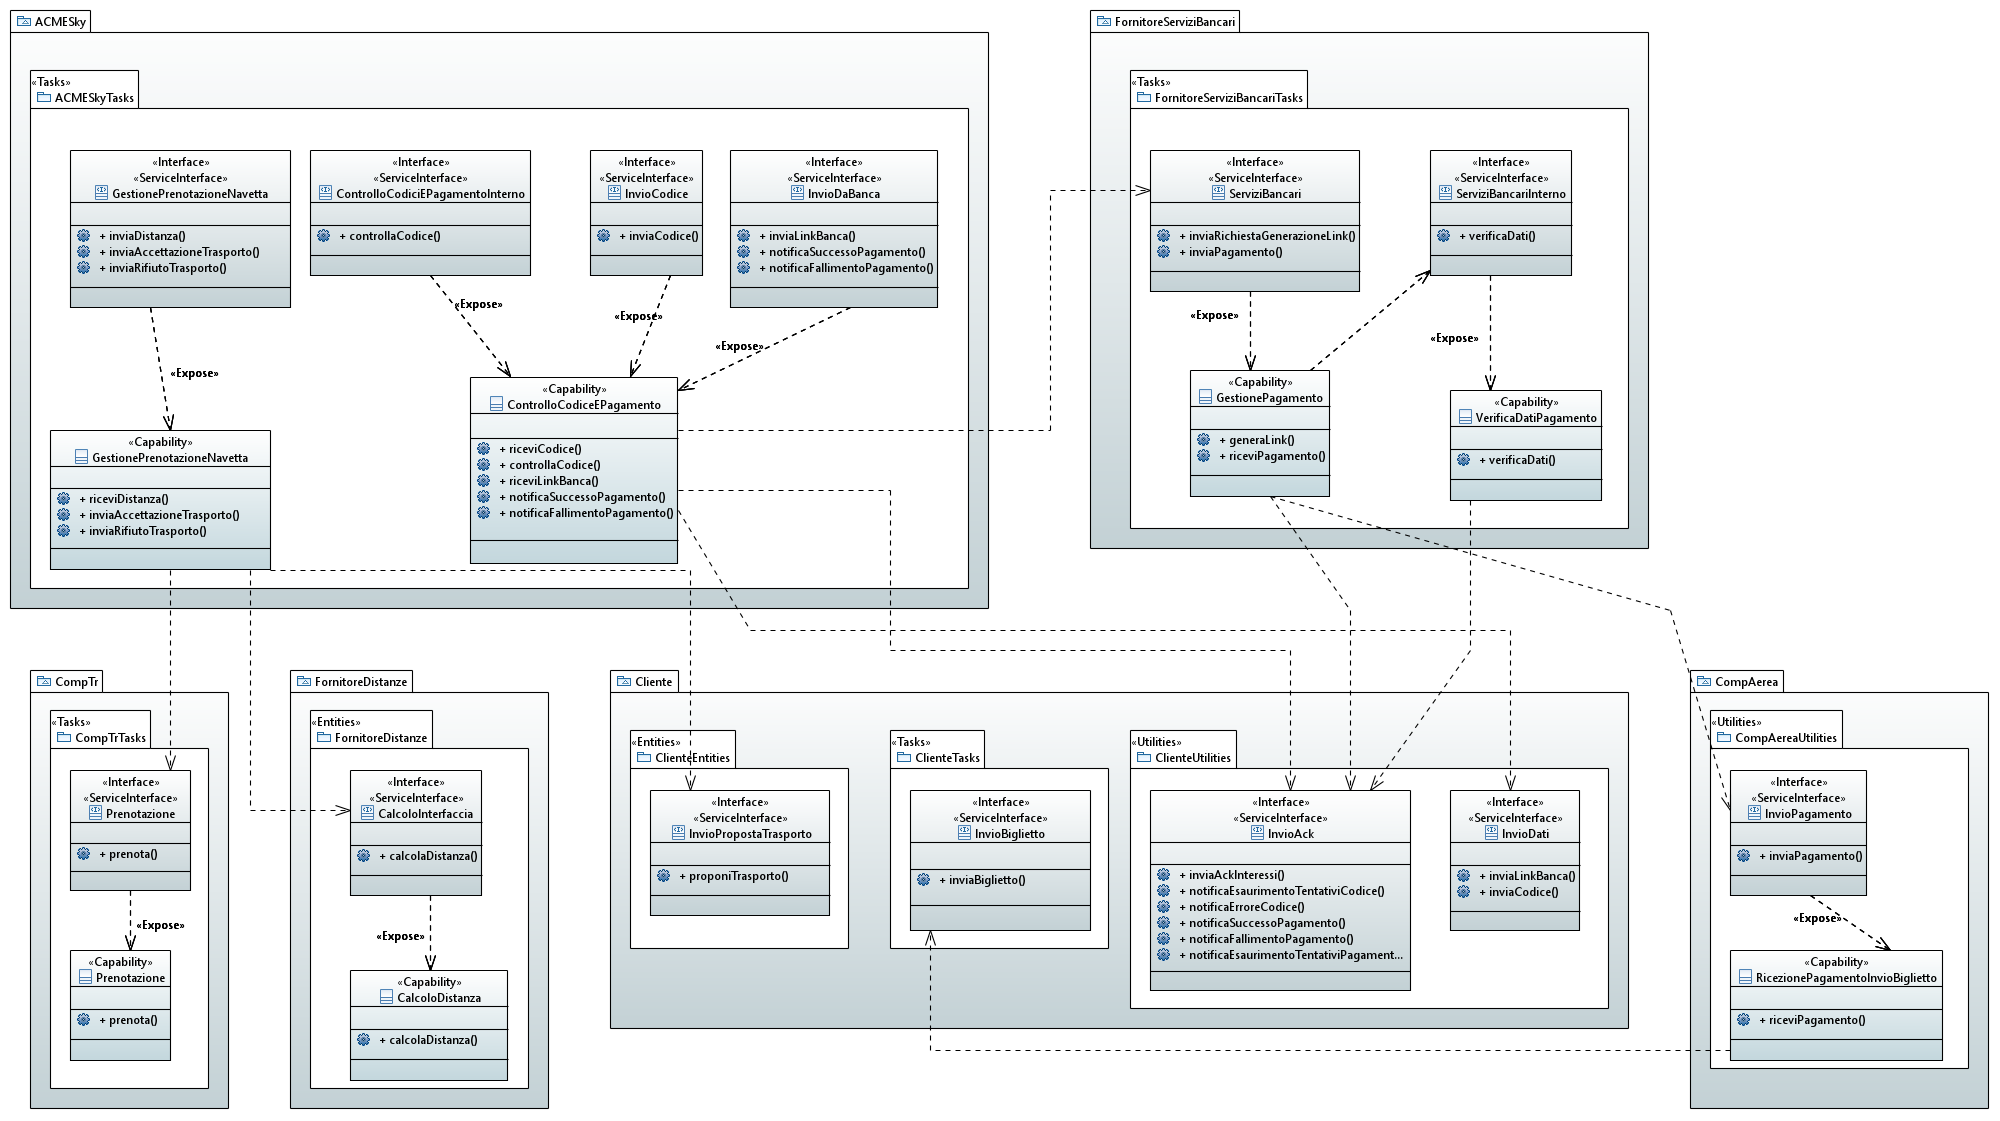 ACMESky
«Tasks»
ACMESkyTasks
«Interface»
«ServiceInterface»
GestionePrenotazioneNavetta
+ inviaDistanza()
+ inviaAccettazioneTrasporto()
+ inviaRifiutoTrasporto()
«Interface»
«ServiceInterface»
ControlloCodiciEPagamentoInterno
+ controllaCodice()
«Interface»
«ServiceInterface»
InvioCodice
+ inviaCodice()
«Interface»
«ServiceInterface»
InvioDaBanca
+ inviaLinkBanca()
+ notificaSuccessoPagamento()
+ notificaFallimentoPagamento()
«Expose»
«Expose»
«Expose»
«Expose»
«Capability»
GestionePrenotazioneNavetta
+ riceviDistanza()
+ inviaAccettazioneTrasporto()
+ inviaRifiutoTrasporto()
«Capability»
ControlloCodiceEPagamento
+ riceviCodice()
+ controllaCodice()
+ riceviLinkBanca()
+ notificaSuccessoPagamento()
+ notificaFallimentoPagamento()
FornitoreServiziBancari
«Tasks»
FornitoreServiziBancariTasks
«Interface»
«ServiceInterface»
ServiziBancari
+ inviaRichiestaGenerazioneLink()
+ inviaPagamento()
«Interface»
«ServiceInterface»
ServiziBancariInterno
+ verificaDati()
«Expose»
«Expose»
«Capability»
GestionePagamento
+ generaLink()
+ riceviPagamento()
«Capability»
VerificaDatiPagamento
+ verificaDati()
CompTr
«Tasks»
CompTrTasks
«Interface»
«ServiceInterface»
Prenotazione
+ prenota()
«Expose»
«Capability»
Prenotazione
+ prenota()
FornitoreDistanze
«Entities»
FornitoreDistanze
«Interface»
«ServiceInterface»
CalcoloInterfaccia
+ calcolaDistanza()
«Expose»
«Capability»
CalcoloDistanza
+ calcolaDistanza()
Cliente
«Entities»
ClienteEntities
«Interface»
«ServiceInterface»
InvioPropostaTrasporto
+ proponiTrasporto()
«Tasks»
ClienteTasks
«Interface»
«ServiceInterface»
InvioBiglietto
+ inviaBiglietto()
«Utilities»
ClienteUtilities
«Interface»
«ServiceInterface»
InvioAck
+ inviaAckInteressi()
+ notificaEsaurimentoTentativiCodice()
+ notificaErroreCodice()
+ notificaSuccessoPagamento()
+ notificaFallimentoPagamento()
+ notificaEsaurimentoTentativiPagament...
«Interface»
«ServiceInterface»
InvioDati
+ inviaLinkBanca()
+ inviaCodice()
CompAerea
«Utilities»
CompAereaUtilities
«Interface»
«ServiceInterface»
InvioPagamento
+ inviaPagamento()
«Expose»
«Capability»
RicezionePagamentoInvioBiglietto
+ riceviPagamento()